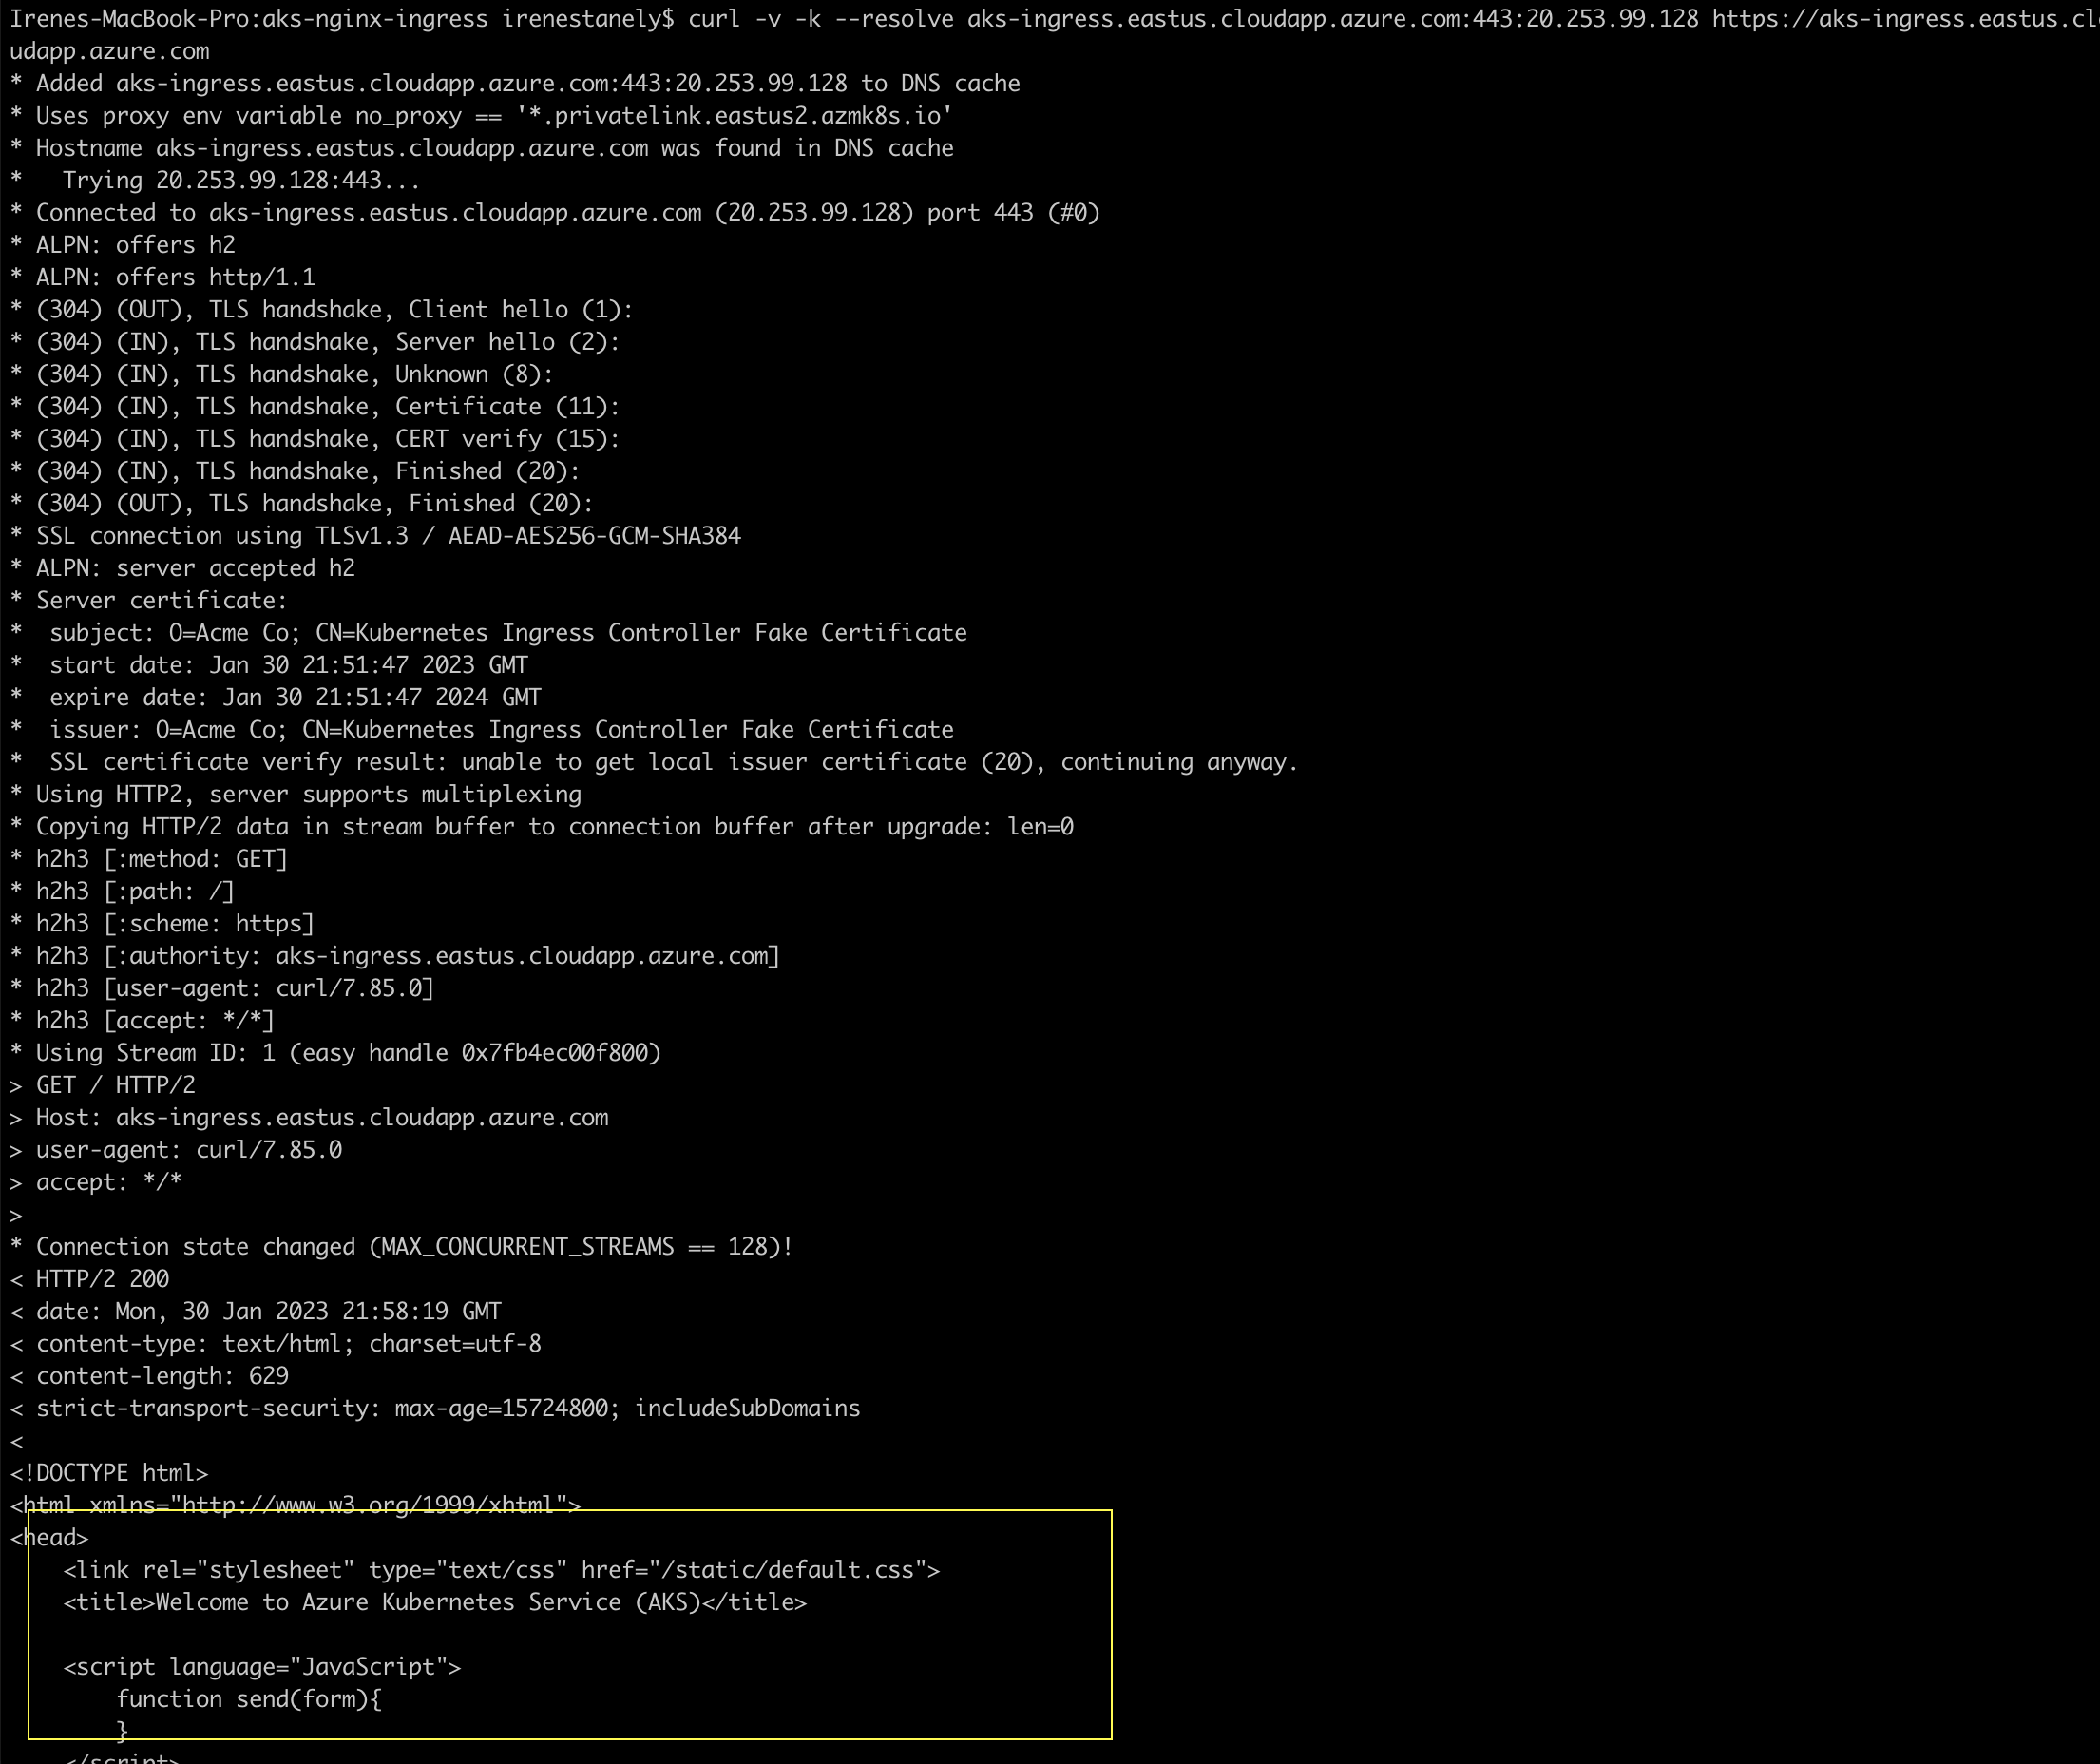 Irenes-MacBook-Pro:aks-nginx-ingress irenestanely$ curl -v -k --resolve aks-ingress.eastus.cloudapp.azure.com:443:20.253.99.128 https://aks-ingress.eastus.cl
udapp.azure.com
* Added aks-ingress.eastus.cloudapp.azure.com:443:20.253.99.128 to DNS cache
* Uses proxy env variable no_proxy == '*.privatelink.eastus2.azmk8s.io'
* Hostname aks-ingress.eastus.cloudapp.azure.com was found in DNS cache
*   Trying 20.253.99.128:443...
* Connected to aks-ingress.eastus.cloudapp.azure.com (20.253.99.128) port 443 (#0)
* ALPN: offers h2
* ALPN: offers http/1.1
* (304) (OUT), TLS handshake, Client hello (1):
* (304) (IN), TLS handshake, Server hello (2):
* (304) (IN), TLS handshake, Unknown (8):
* (304) (IN), TLS handshake, Certificate (11):
* (304) (IN), TLS handshake, CERT verify (15):
* (304) (IN), TLS handshake, Finished (20):
* (304) (OUT), TLS handshake, Finished (20):
* SSL connection using TLSv1.3 / AEAD-AES256-GCM-SHA384
* ALPN: server accepted h2
* Server certificate:
*  subject: O=Acme Co; CN=Kubernetes Ingress Controller Fake Certificate
*  start date: Jan 30 21:51:47 2023 GMT
*  expire date: Jan 30 21:51:47 2024 GMT
*  issuer: O=Acme Co; CN=Kubernetes Ingress Controller Fake Certificate
*  SSL certificate verify result: unable to get local issuer certificate (20), continuing anyway.
* Using HTTP2, server supports multiplexing
* Copying HTTP/2 data in stream buffer to connection buffer after upgrade: len=0
* h2h3 [:method: GET]
* h2h3 [:path: /]
* h2h3 [:scheme: https]
* h2h3 [:authority: aks-ingress.eastus.cloudapp.azure.com]
* h2h3 [user-agent: curl/7.85.0]
* h2h3 [accept: */*]
* Using Stream ID: 1 (easy handle 0x7fb4ec00f800)
> GET / HTTP/2
> Host: aks-ingress.eastus.cloudapp.azure.com
> user-agent: curl/7.85.0
> accept: */*
>
* Connection state changed (MAX_CONCURRENT_STREAMS == 128)!
< HTTP/2 200
< date: Mon, 30 Jan 2023 21:58:19 GMT
< content-type: text/html; charset=utf-8
< content-length: 629
< strict-transport-security: max-age=15724800; includeSubDomains
<
<!DOCTYPE html>
<html xmlns="http://www.w3.org/1999/xhtml">
<head>
    <link rel="stylesheet" type="text/css" href="/static/default.css">
    <title>Welcome to Azure Kubernetes Service (AKS)</title>

    <script language="JavaScript">
        function send(form){
        }
    </script>